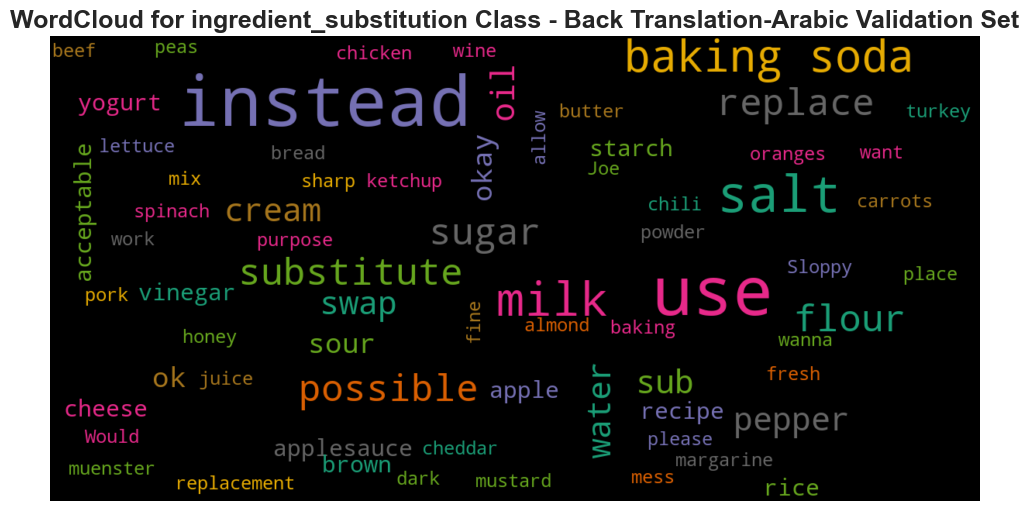 WordCloud for ingredient_substitution Class - Back Translation-Arabic Validation Set
beef
peas
chicken
wine
baking soda
yogurt
instead
oil
butter
replace
turkey
allow
lettuce
bread
okay
starch
Joe
oranges
want
acceptable
mix
sharp
ketchup
salt
spinach
cream
chili
carrots
work
purpose
sugar
powder
substitute
Sloppy
place
pork
vinegar
swap
milk
use
flour
fine
almond
baking
wanna
honey
sour
ok
juice
possible
apple
water
sub
fresh
cheese
recipe
pepper
Would
applesauce
cheddar
please
margarine
muenster
brown
replacement
dark
mustard
mess
rice